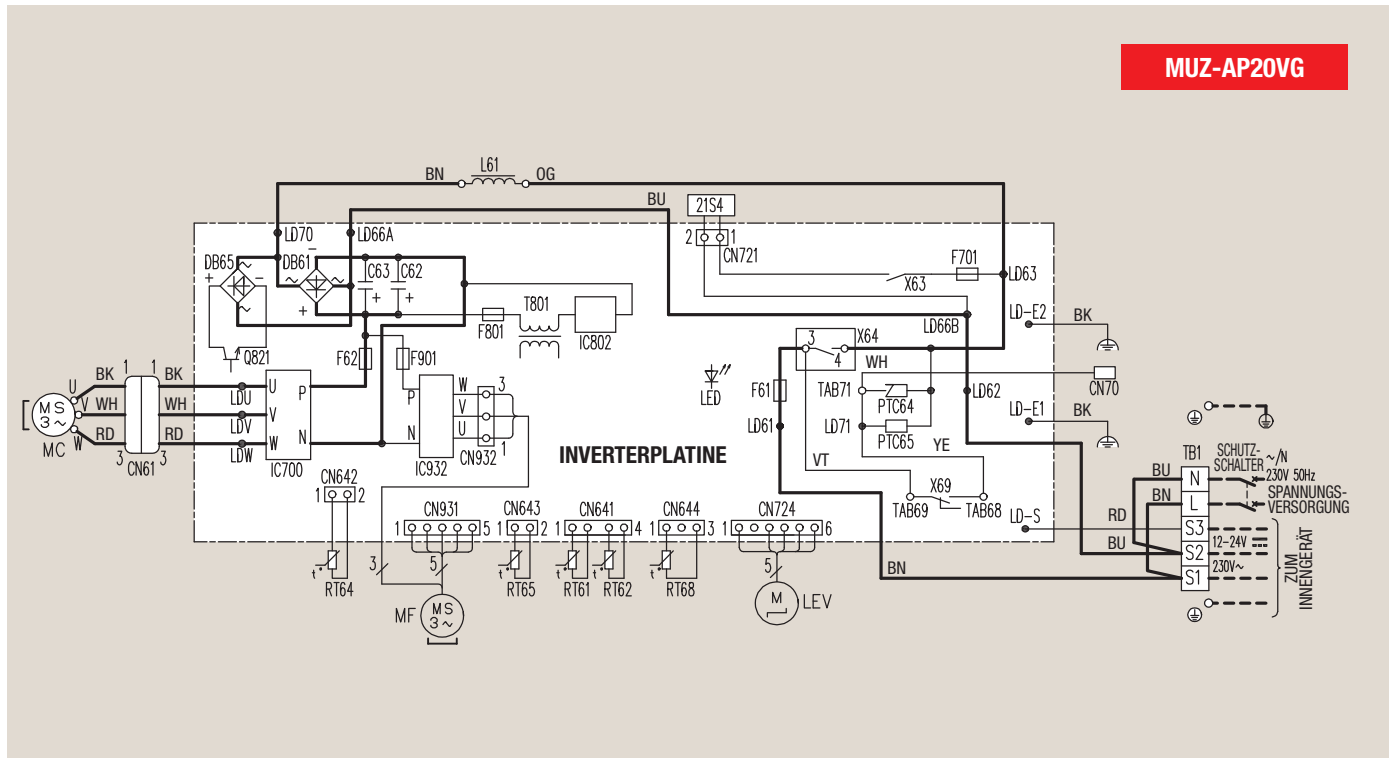 MUZ-AP20VG
L61
BN
OG
BU
21S4
2
1
CN721
LD70
LD66A
F701
X63
LD63
DB65
+
~
-
~
DB61
-
~
~
+
C63
+
C62
+
T801
F801
IC802
LD66B
LD-E2
BK
Q821
F62
F901
3
X64
4
WH
LED
F61
TAB71
PTC64
LD62
CN70
LD61
LD71
PTC65
LD-E1
BK
U
BK
1
1
BK
LDU
U
P
MS
3~
V
WH
WH
LDV
V
W
RD
RD
LDW
W
N
MC
3
CN61
3
IC700
P
W
3
V
N
U
1
IC932
CN932
INVERTERPLATINE
YE
VT
X69
TAB69
TAB68
CN642
1
2
CN931
1
5
CN643
1
2
CN641
1
4
CN644
1
3
CN724
1
6
LD-S
RD
BU
BN
t°
RT64
3
5
t°
RT65
t°
RT61
t°
RT62
t°
RT68
5
MF
MS
3~
M
LEV
TB1
SCHUTZ-
SCHALTER
~/N
230V 50Hz
SPANNUNGS-
VERSORGUNG
BU
N
BN
L
S3
12-24V
S2
230V~
S1
ZUM
INNENGERÄT